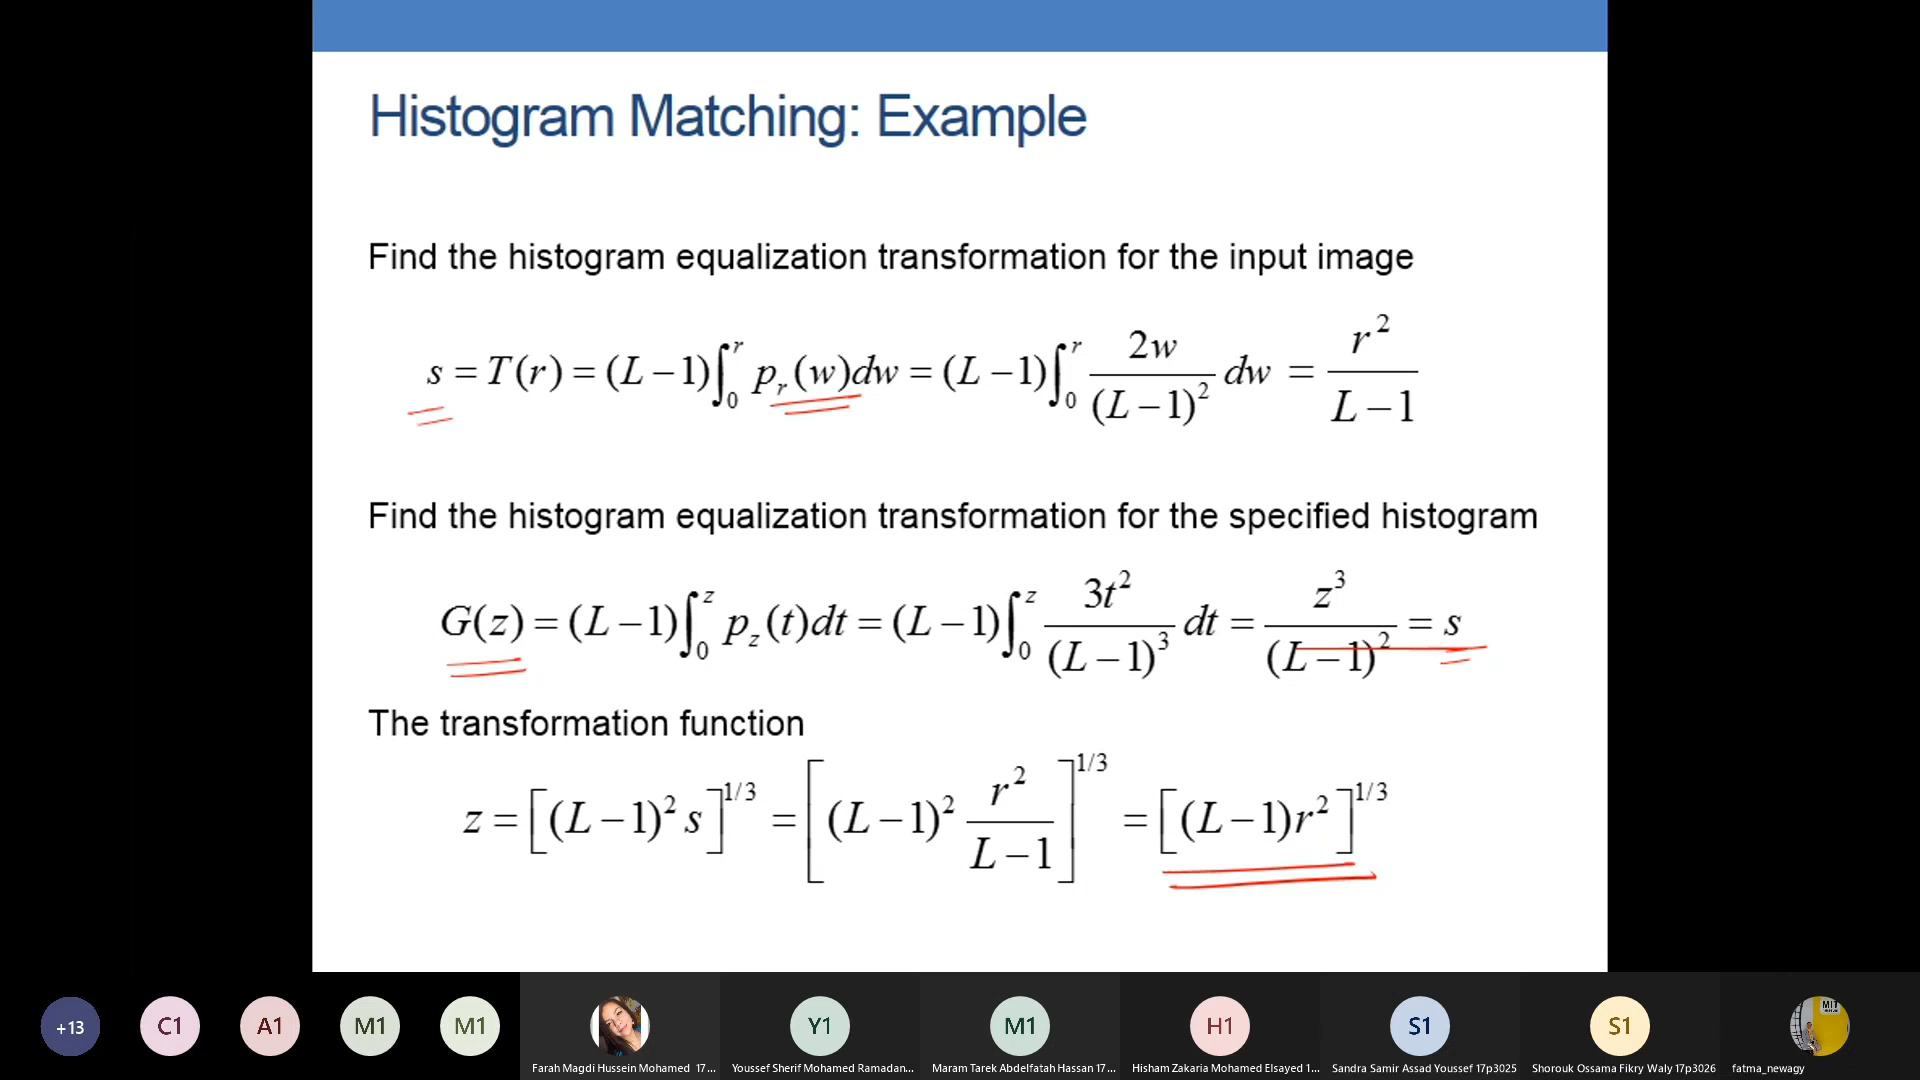 Histogram Matching: Example
Find the histogram equalization transformation for the input image
s = T(r) = (L−1)∫₀ʳ pᵣ(w)dw = (L−1)∫₀ʳ 2w/(L−1)² dw = r²/(L−1)
Find the histogram equalization transformation for the specified histogram
G(z) = (L−1)∫₀ᶻ p_z(t)dt = (L−1)∫₀ᶻ 3t²/(L−1)³ dt = z³/(L−1)² = s
The transformation function
z = [(L−1)² s]^1/3 = [(L−1)² r²/(L−1)]^1/3 = [(L−1)r²]^1/3
+13 C1 A1 M1 M1 Y1 M1 H1 S1 S1 MIT
Farah Magdi Hussein Mohamed 17... Youssef Sherif Mohamed Ramadan... Maram Tarek Abdelfatah Hassan 17... Hisham Zakaria Mohamed Elsayed 1... Sandra Samir Assad Youssef 17p3025 Shorouk Ossama Fikry Waly 17p3026 fatma_newagy